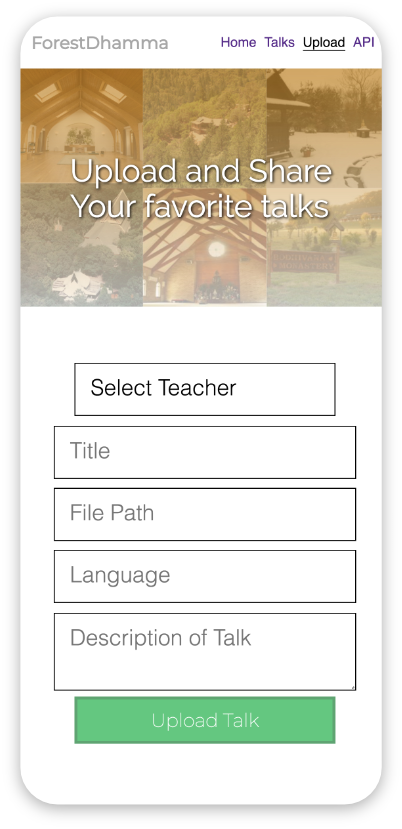 ForestDhamma
Home Talks Upload API
Upload and Share
Your favorite talks
Select Teacher
Title
File Path
Language
Description of Talk
Upload Talk